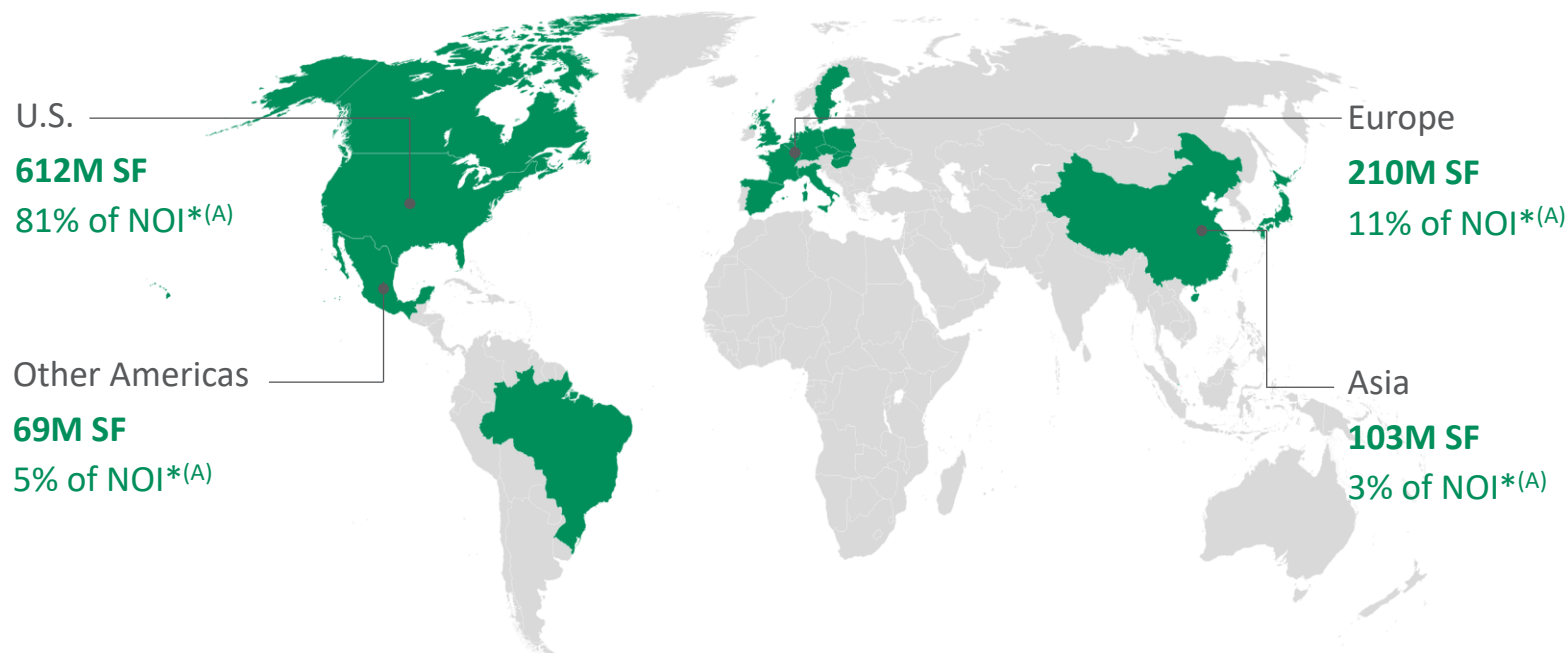 U.S.
612M SF
81% of NOI*(A)
Other Americas
69M SF
5% of NOI*(A)
Europe
210M SF
11% of NOI*(A)
Asia
103M SF
3% of NOI*(A)